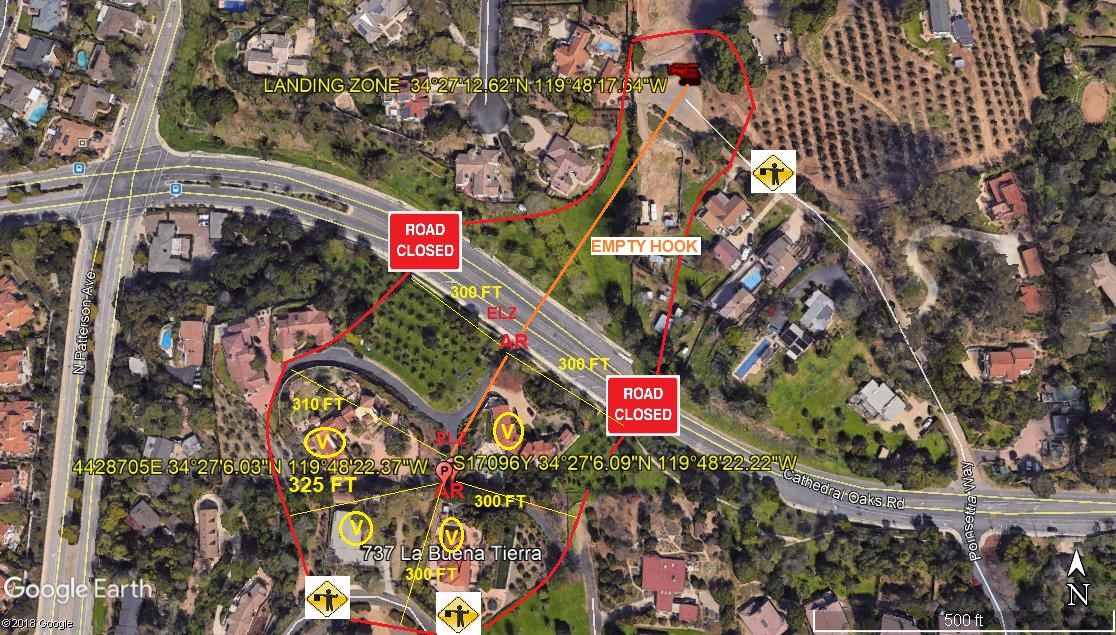 LANDING ZONE 34°27'12.62"N 119°48'17.64"W
ROAD
CLOSED
EMPTY HOOK
300 FT
ELZ
AR
300 FT
N Patterson Ave
ROAD
CLOSED
310 FT
V
V
ELZ
4428705E 34°27'6.03"N 119°48'22.37"W
P
S17096Y 34°27'6.09"N 119°48'22.22"W
325 FT
AR
300 FT
Cathedral Oaks Rd
Poinsettia Way
V
V
737 La Buena Tierra
300 FT
Google Earth
©2018 Google
N
500 ft